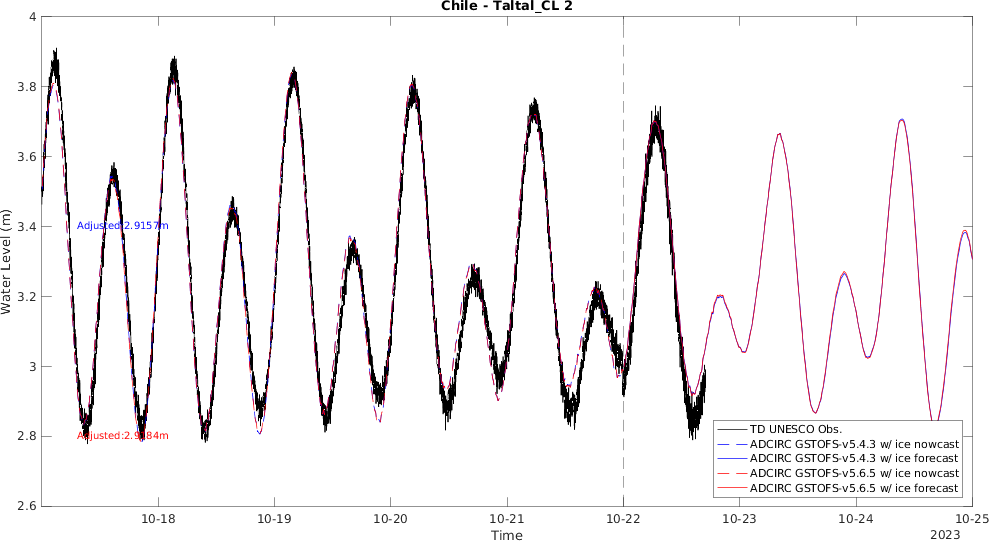 Chile - Taltal_CL 2
4
3.8
3.6
3.4
3.2
3
2.8
2.6
Water Level (m)
Adjusted:2.9157m
10-18
10-19
10-20
10-21
10-22
10-23
10-24
10-25
Time
2023
TD UNESCO Obs.
ADCIRC GSTOFS-v5.4.3 w/ ice nowcast
ADCIRC GSTOFS-v5.4.3 w/ ice forecast
ADCIRC GSTOFS-v5.6.5 w/ ice nowcast
ADCIRC GSTOFS-v5.6.5 w/ ice forecast